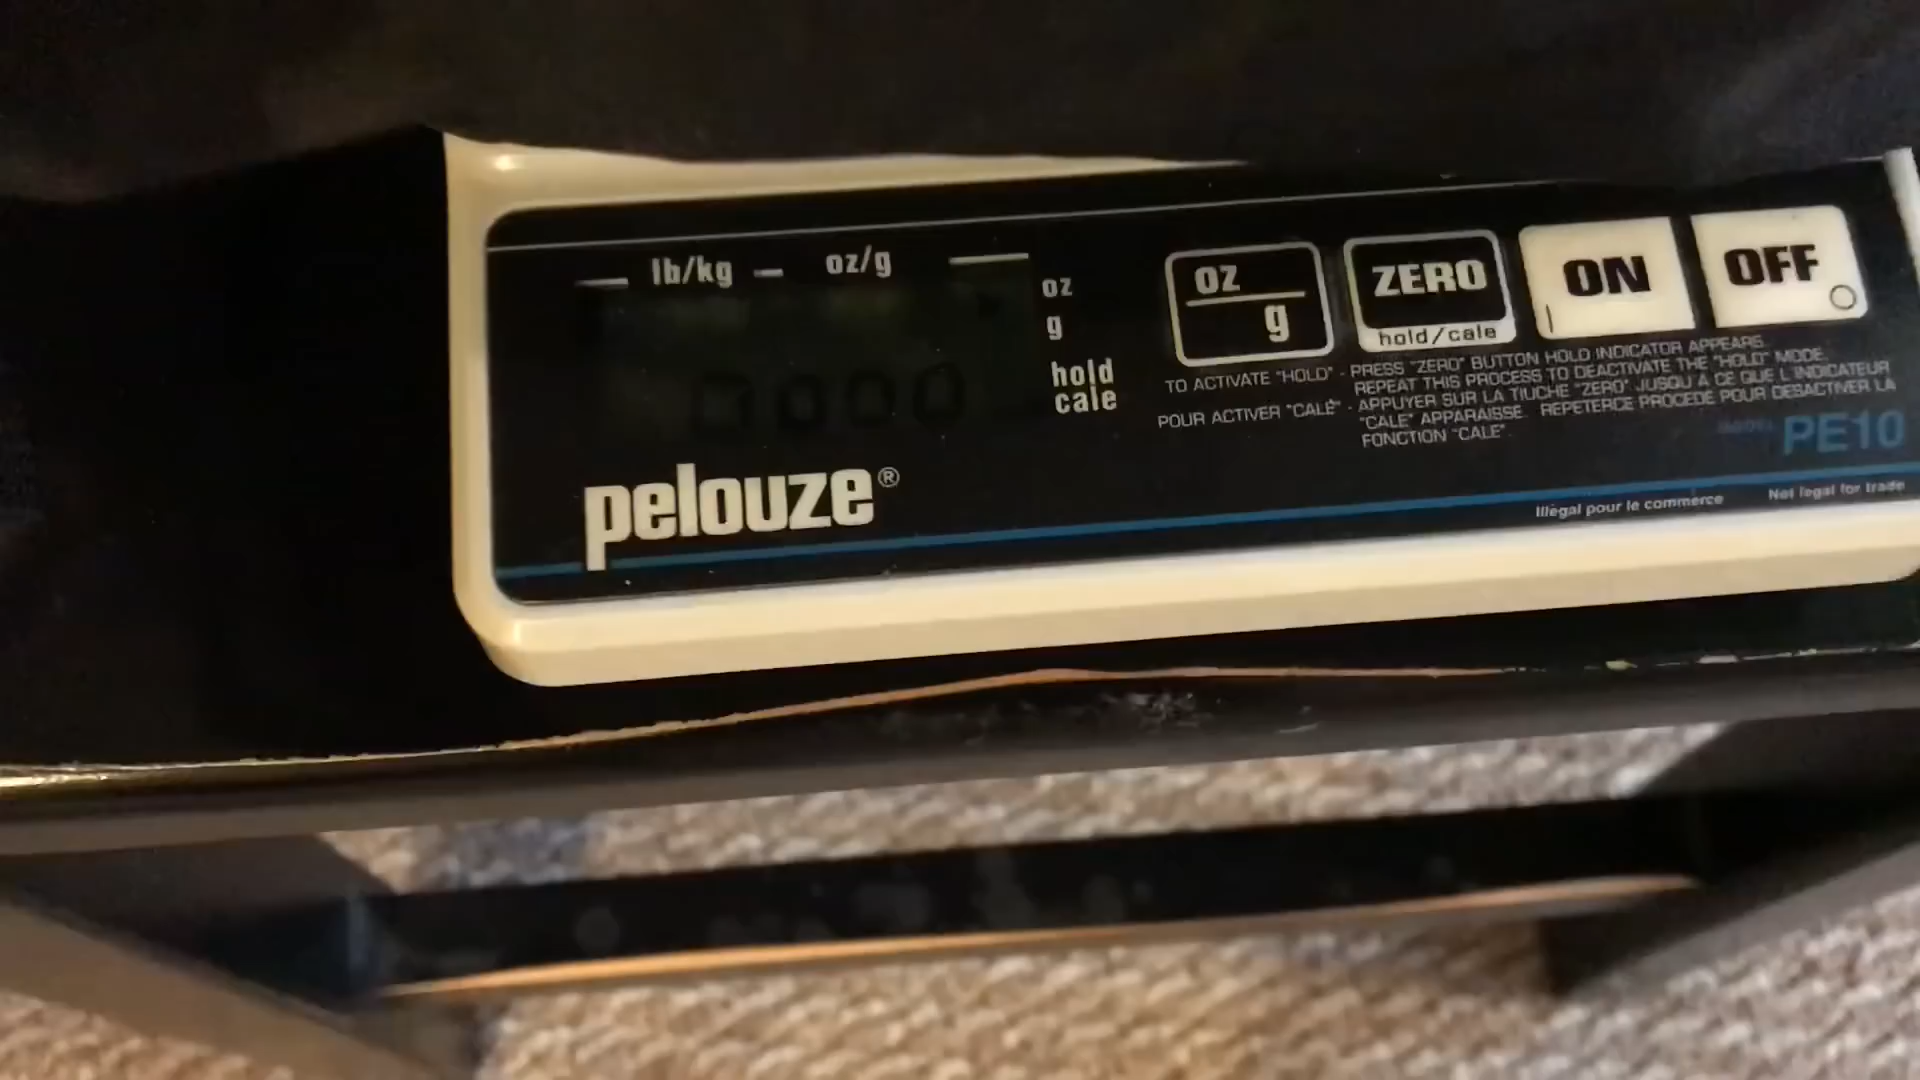 lb/kg oz/g
oz
g
hold
cale
0000
oz
g
ZERO
hold/cale
ON
OFF
TO ACTIVATE "HOLD" - PRESS "ZERO" BUTTON HOLD INDICATOR APPEARS.
REPEAT THIS PROCESS TO DEACTIVATE THE "HOLD" MODE.
POUR ACTIVER "CALE" - APPUYER SUR LA TIUCHE "ZERO" JUSQU'A CE QUE L'INDICATEUR
"CALE" APPARAISSE. REPETERCE PROCEDE POUR DESACTIVER LA
FONCTION "CALE".
MODEL PE10
pelouze®
Illégal pour le commerce Not legal for trade